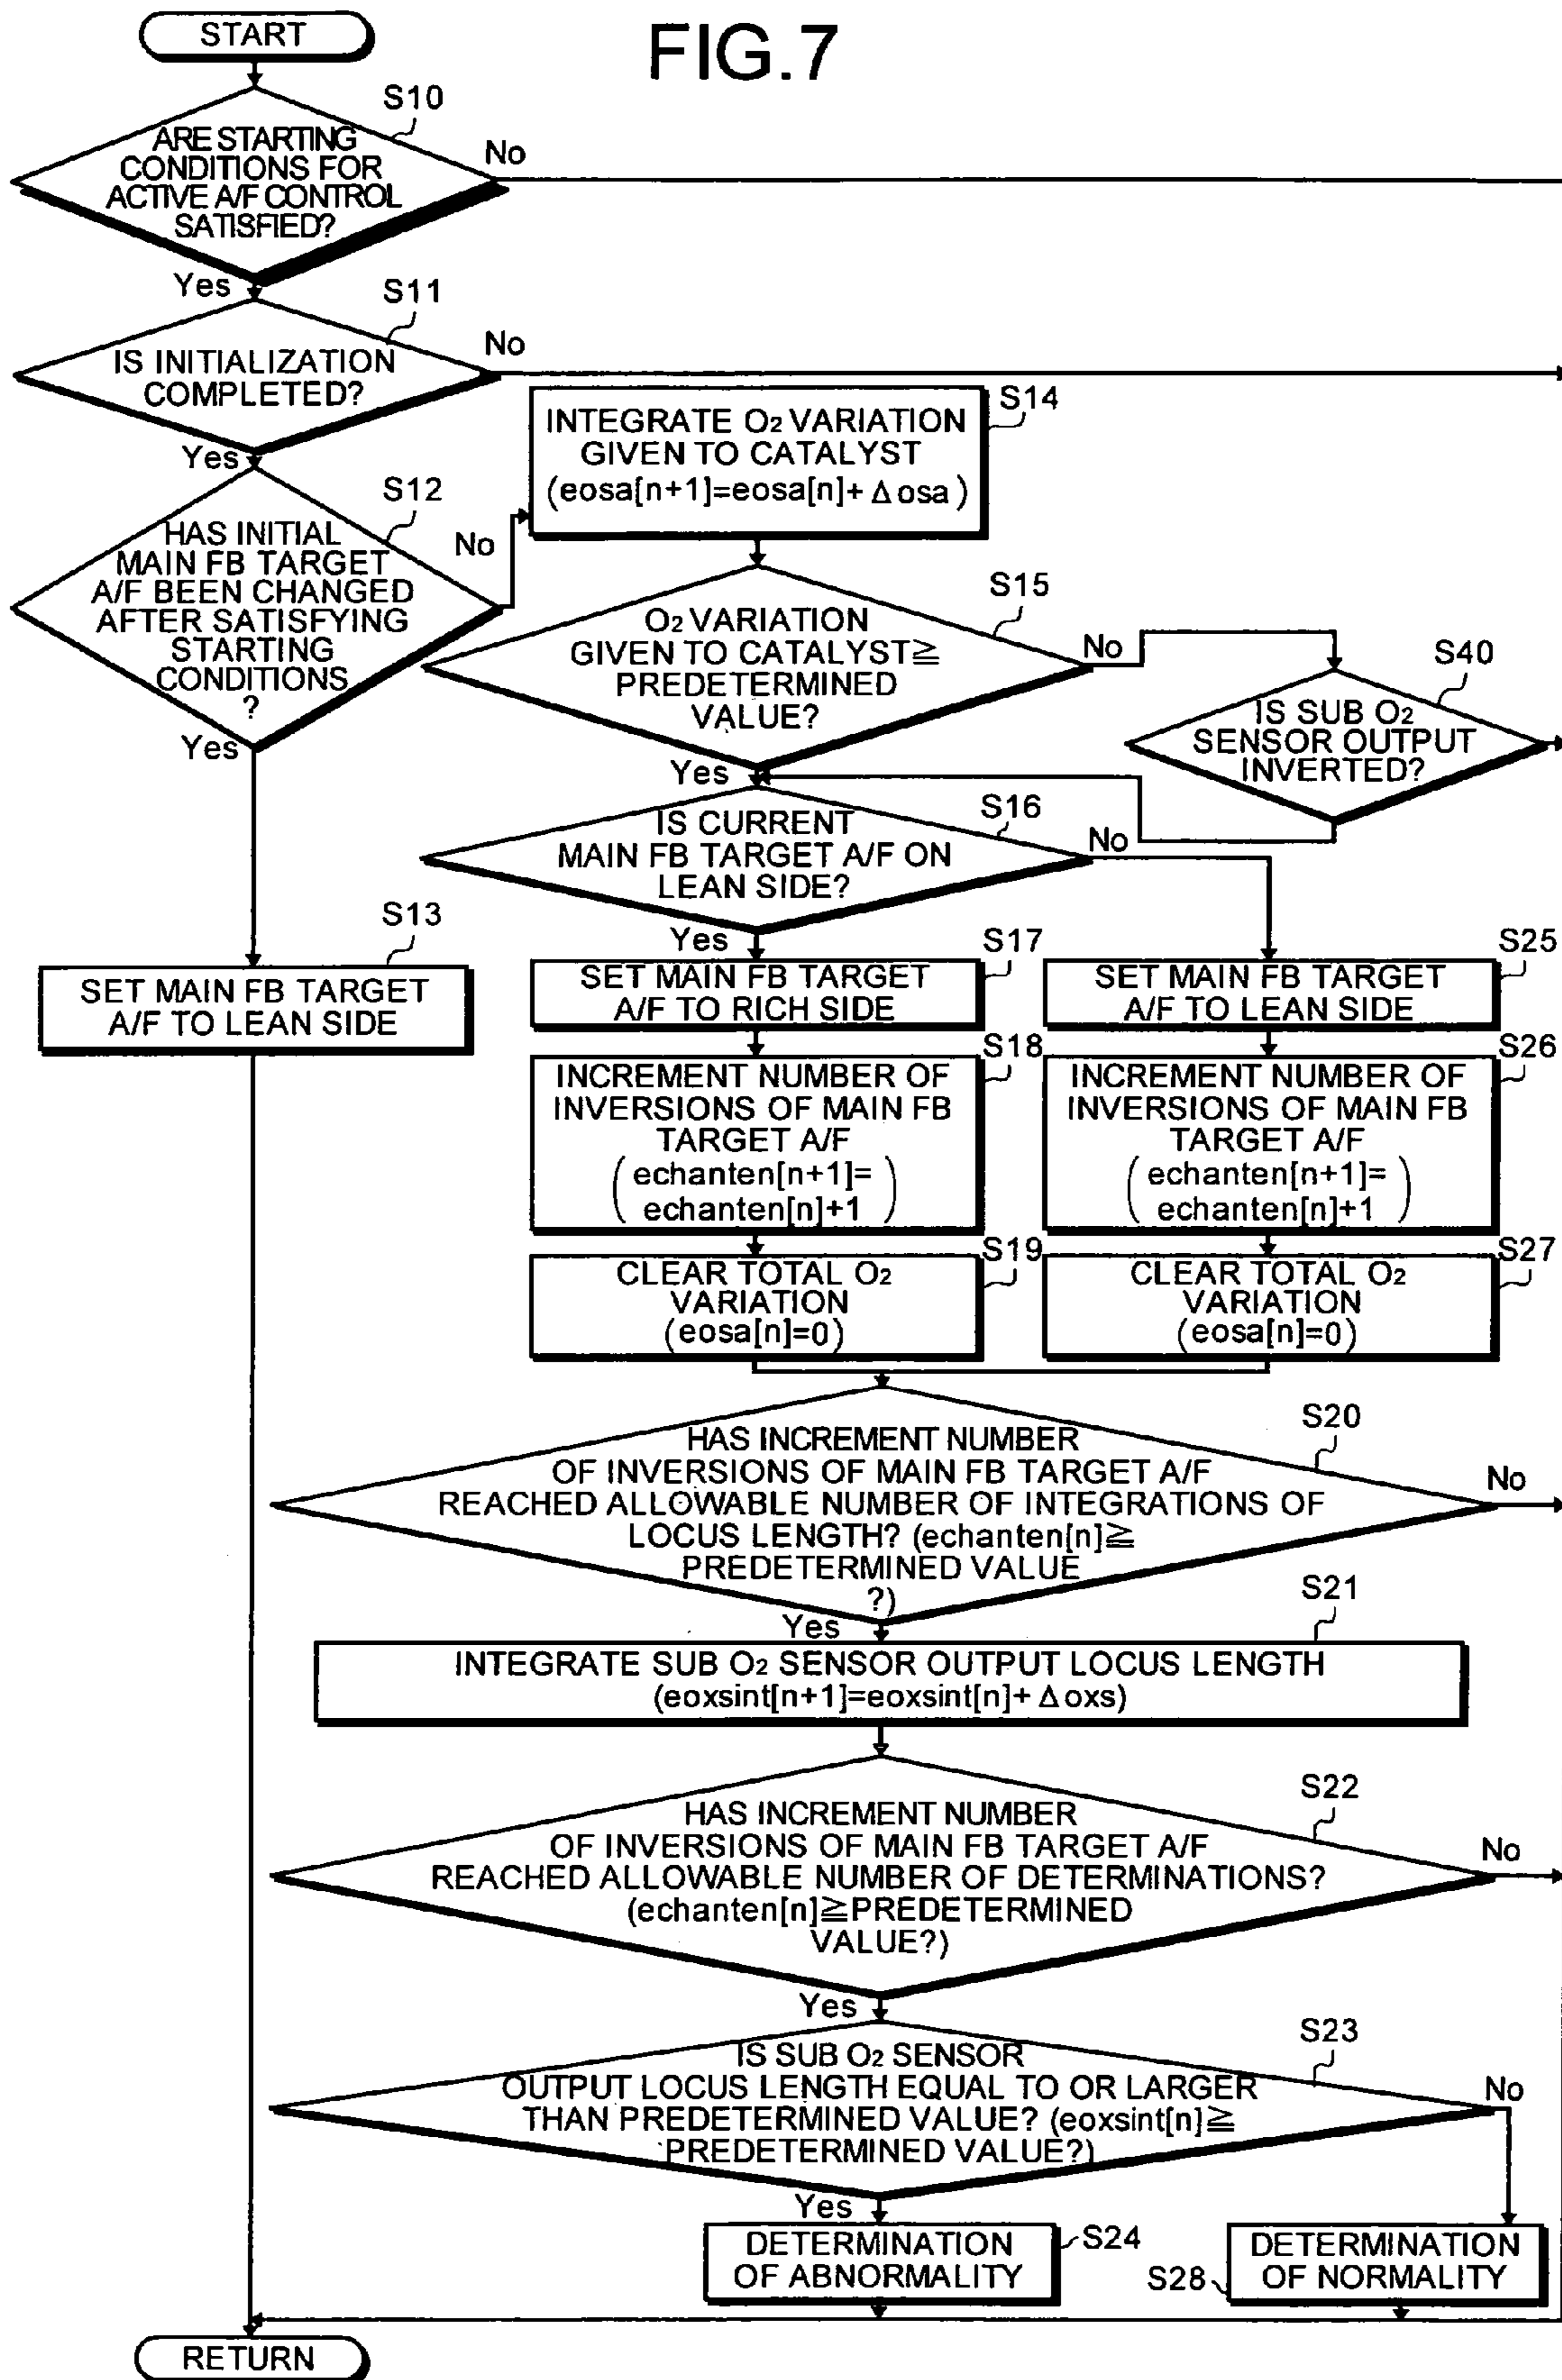 FIG.7
START
S10
ARE STARTING
CONDITIONS FOR
ACTIVE A/F CONTROL
SATISFIED?
No
Yes
S11
IS INITIALIZATION
COMPLETED?
No
Yes
S12
HAS INITIAL
MAIN FB TARGET
A/F BEEN CHANGED
AFTER SATISFYING
STARTING
CONDITIONS
?
No
Yes
S13
SET MAIN FB TARGET
A/F TO LEAN SIDE
S14
INTEGRATE O₂ VARIATION
GIVEN TO CATALYST
(eosa[n+1]=eosa[n]+Δosa)
S15
O₂ VARIATION
GIVEN TO CATALYST≧
PREDETERMINED
VALUE?
No
Yes
S40
IS SUB O₂
SENSOR OUTPUT
INVERTED?
S16
IS CURRENT
MAIN FB TARGET A/F ON
LEAN SIDE?
No
Yes
S17
SET MAIN FB TARGET
A/F TO RICH SIDE
S18
INCREMENT NUMBER OF
INVERSIONS OF MAIN FB
TARGET A/F
(echanten[n+1]=
echanten[n]+1)
S19
CLEAR TOTAL O₂
VARIATION
(eosa[n]=0)
S25
SET MAIN FB TARGET
A/F TO LEAN SIDE
S26
INCREMENT NUMBER OF
INVERSIONS OF MAIN FB
TARGET A/F
(echanten[n+1]=
echanten[n]+1)
S27
CLEAR TOTAL O₂
VARIATION
(eosa[n]=0)
S20
HAS INCREMENT NUMBER
OF INVERSIONS OF MAIN FB TARGET A/F
REACHED ALLOWABLE NUMBER OF INTEGRATIONS OF
LOCUS LENGTH? (echanten[n]≧
PREDETERMINED VALUE
?)
No
Yes
S21
INTEGRATE SUB O₂ SENSOR OUTPUT LOCUS LENGTH
(eoxsint[n+1]=eoxsint[n]+Δoxs)
S22
HAS INCREMENT NUMBER
OF INVERSIONS OF MAIN FB TARGET A/F
REACHED ALLOWABLE NUMBER OF DETERMINATIONS?
(echanten[n]≧PREDETERMINED
VALUE?)
No
Yes
S23
IS SUB O₂ SENSOR
OUTPUT LOCUS LENGTH EQUAL TO OR LARGER
THAN PREDETERMINED VALUE? (eoxsint[n]≧
PREDETERMINED VALUE?)
No
Yes
S24
DETERMINATION
OF ABNORMALITY
S28
DETERMINATION
OF NORMALITY
RETURN